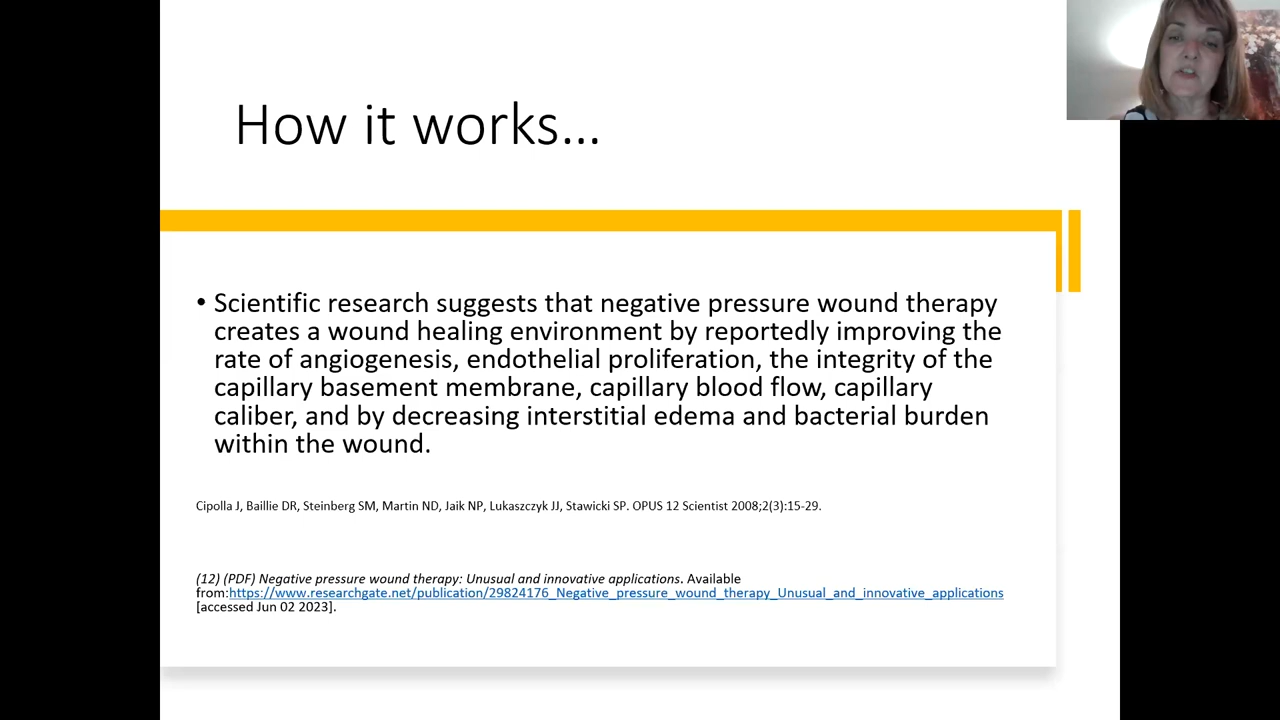 How it works...
• Scientific research suggests that negative pressure wound therapy
creates a wound healing environment by reportedly improving the
rate of angiogenesis, endothelial proliferation, the integrity of the
capillary basement membrane, capillary blood flow, capillary
caliber, and by decreasing interstitial edema and bacterial burden
within the wound.
Cipolla J, Baillie DR, Steinberg SM, Martin ND, Jaik NP, Lukaszczyk JJ, Stawicki SP. OPUS 12 Scientist 2008;2(3):15-29.
(12) (PDF) Negative pressure wound therapy: Unusual and innovative applications. Available
from:https://www.researchgate.net/publication/29824176_Negative_pressure_wound_therapy_Unusual_and_innovative_applications
[accessed Jun 02 2023].